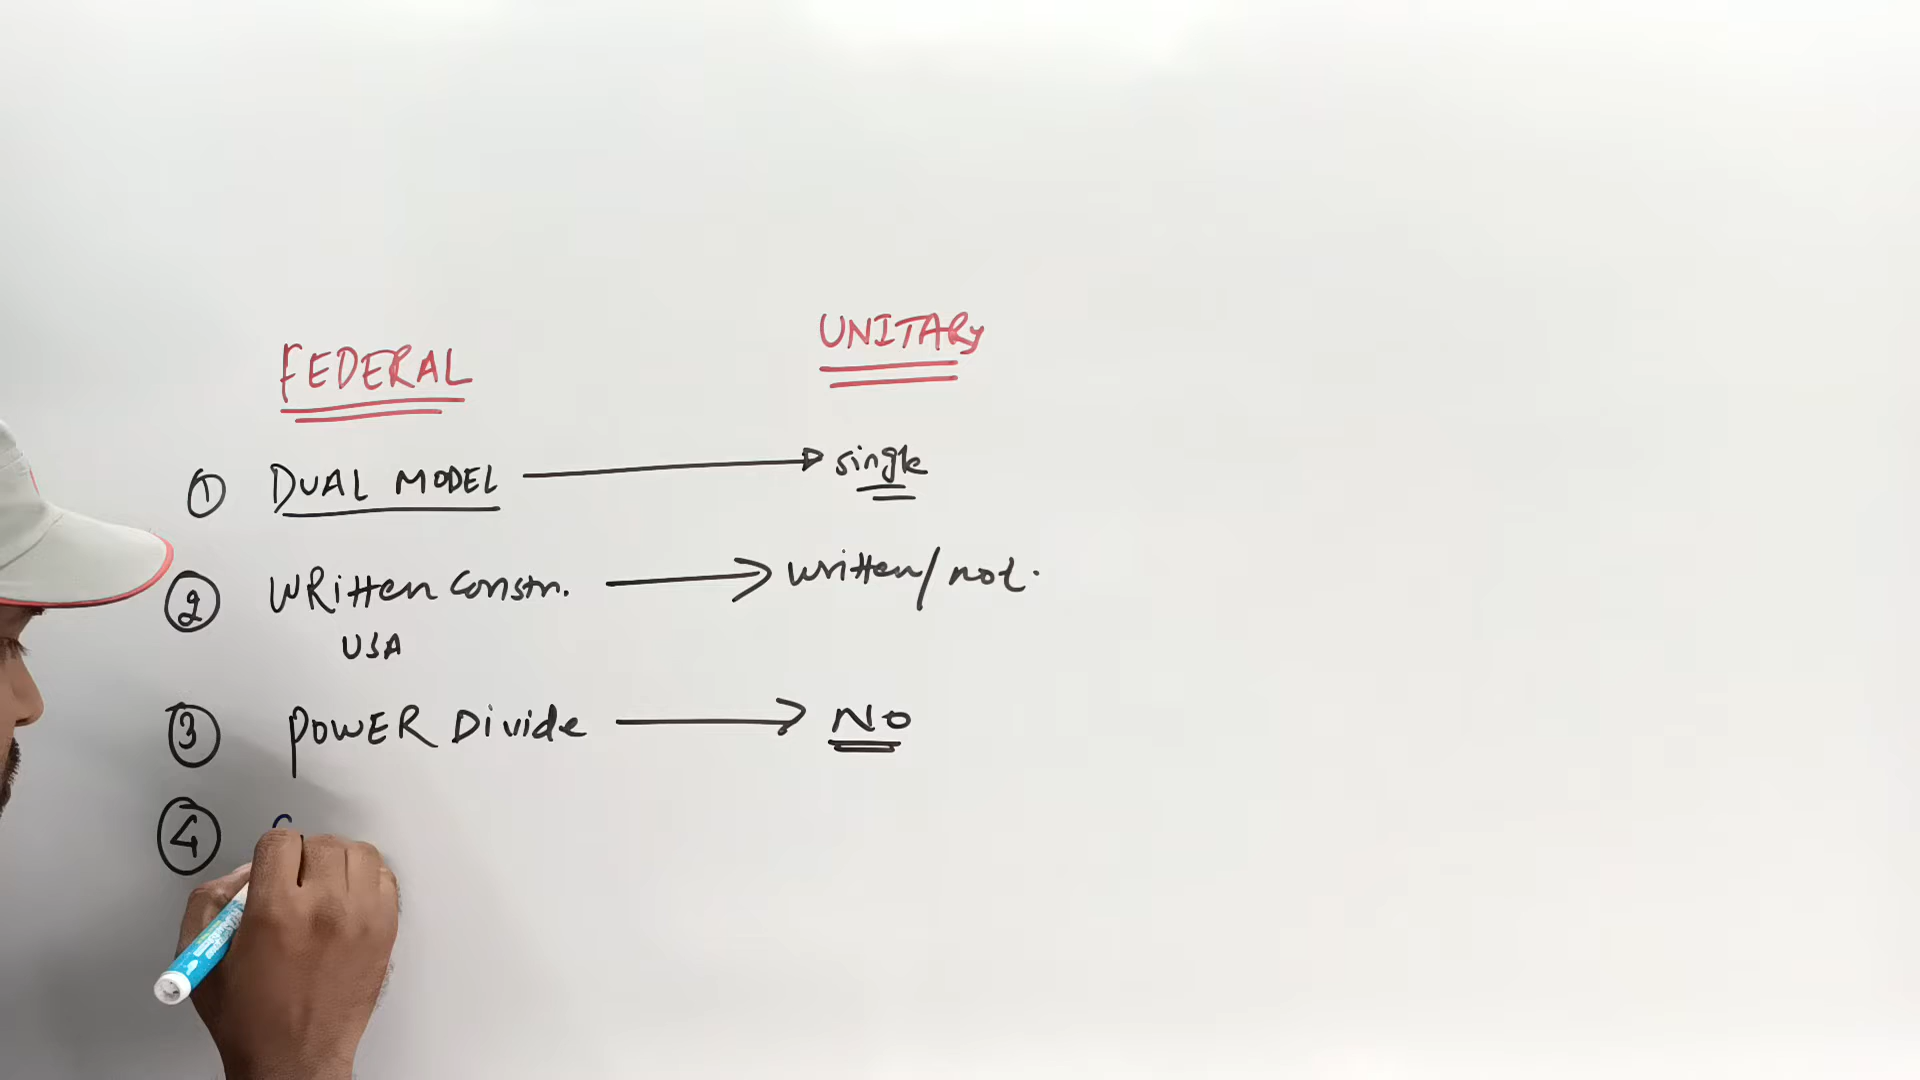 FEDERAL UNITARY
① DUAL MODEL → single
② WRitten Constn. → written/not.
USA
③ POWER Divide → NO
④